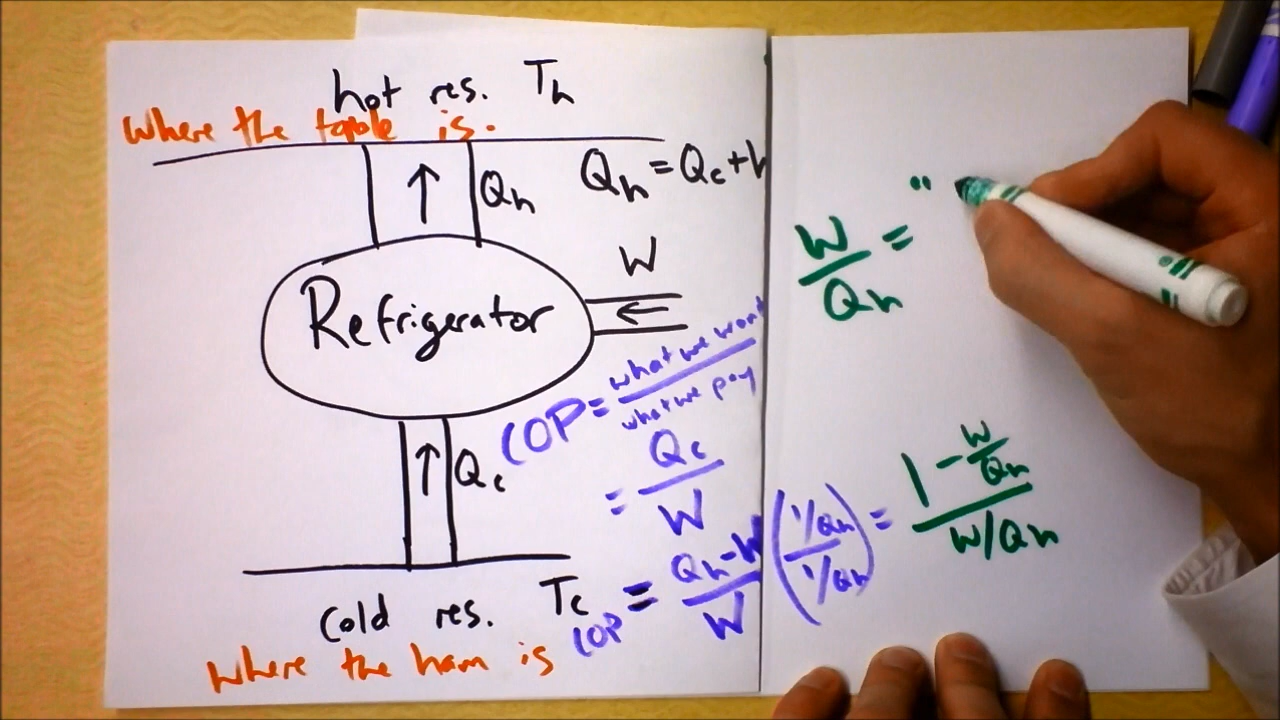 hot res. Th
Where the table is.
Qh
Qh = Qc + W
W
Refrigerator
COP = what we want
what we pay
Qc
= Qc
W
COP = Qh - W
W
(1/Qh
1/Qh)
= 1 - W
Qh
W/Qh
Cold res. Tc
where the ham is
W = "
Qh